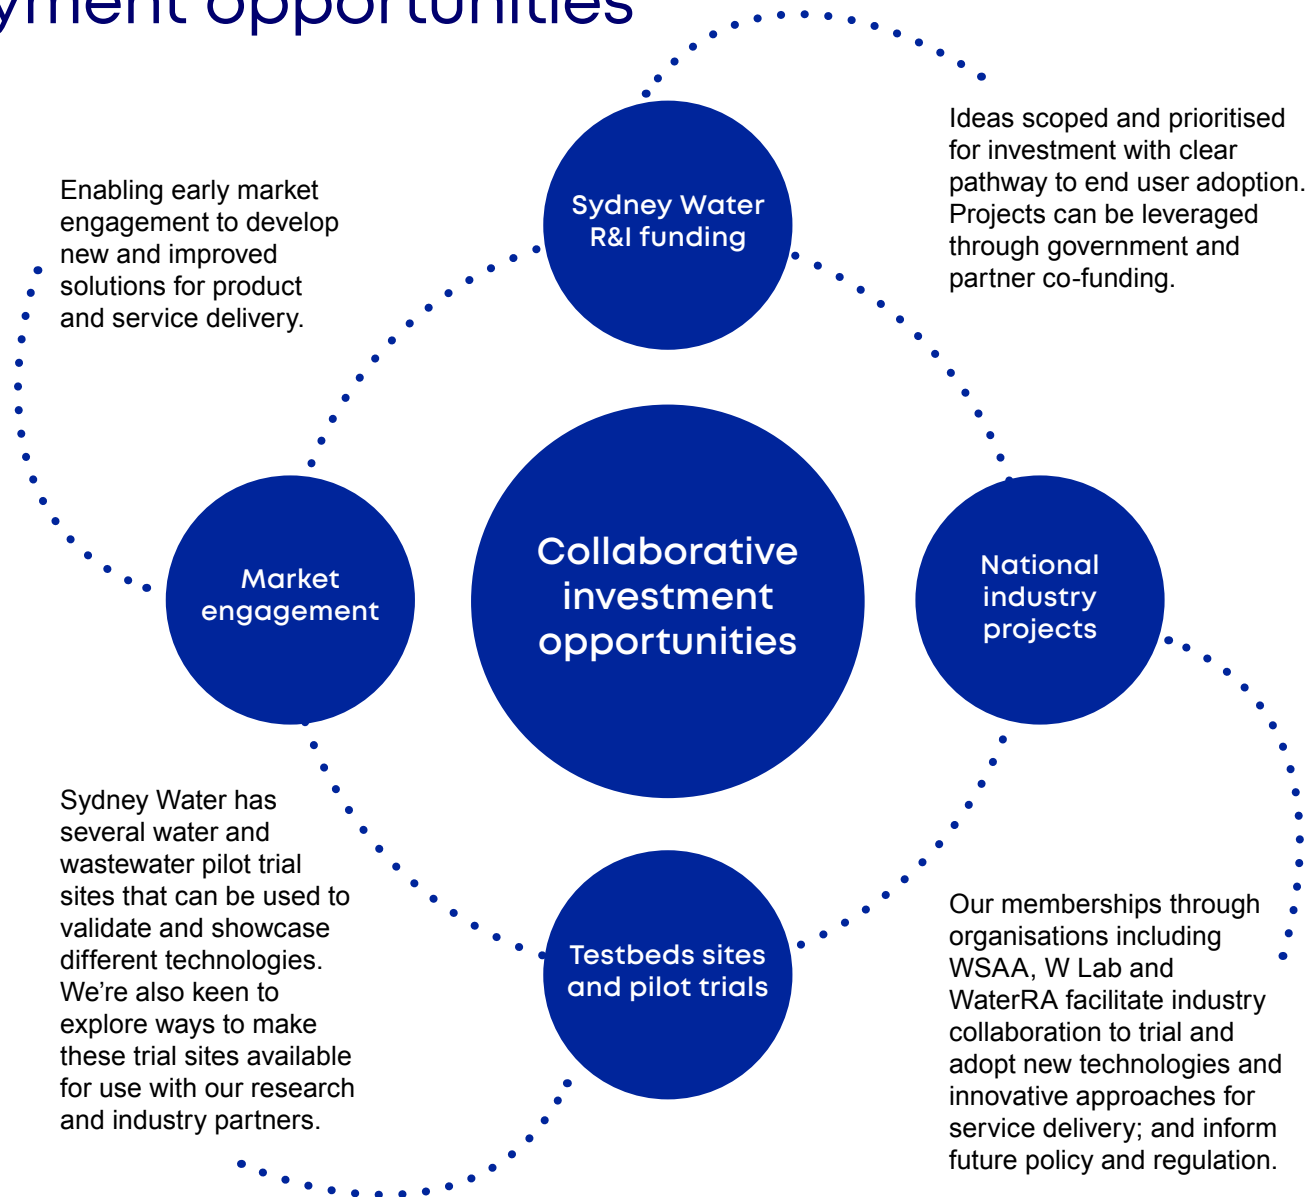 opportunities
Sydney Water
R&I funding
Ideas scoped and prioritised
for investment with clear
pathway to end user adoption.
Projects can be leveraged
through government and
partner co-funding.
Enabling early market
engagement to develop
new and improved
solutions for product
and service delivery.
Collaborative
investment
opportunities
Market
engagement
National
industry
projects
Sydney Water has
several water and
wastewater pilot trial
sites that can be used to
validate and showcase
different technologies.
We’re also keen to
explore ways to make
these trial sites available
for use with our research
and industry partners.
Testbeds sites
and pilot trials
Our memberships through
organisations including
WSAA, W Lab and
WaterRA facilitate industry
collaboration to trial and
adopt new technologies and
innovative approaches for
service delivery; and inform
future policy and regulation.